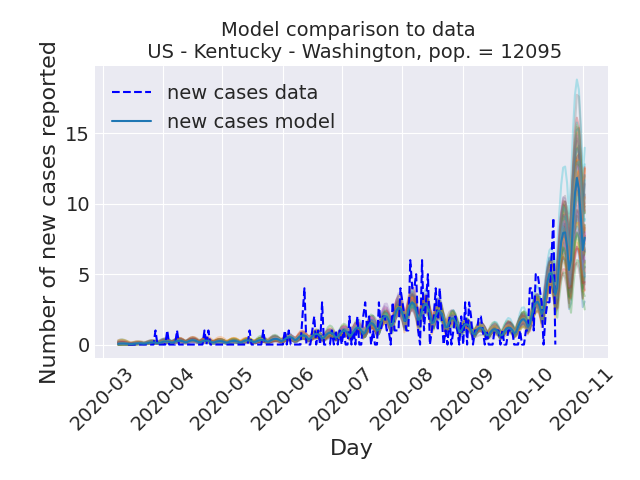 Model comparison to data
US - Kentucky - Washington, pop. = 12095
Number of new cases reported
new cases data
new cases model
15
10
5
0
2020-03
2020-04
2020-05
2020-06
2020-07
2020-08
2020-09
2020-10
2020-11
Day